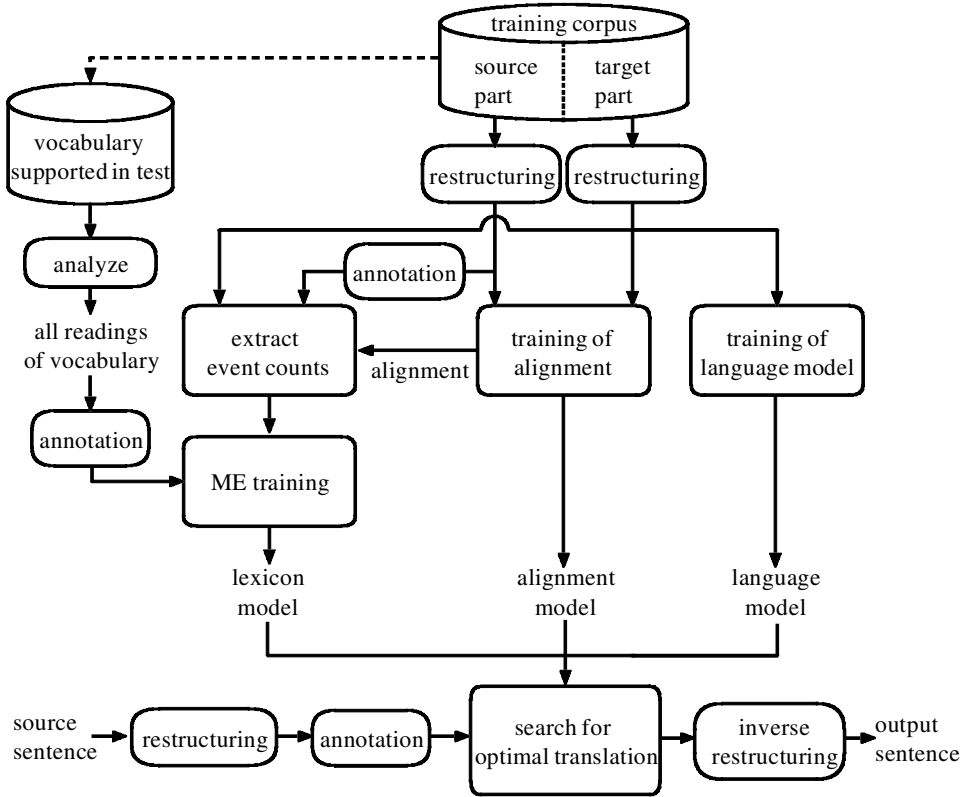 training corpus
source
part
target
part
vocabulary
supported in test
restructuring
restructuring
analyze
annotation
all readings
of vocabulary
extract
event counts
alignment
training of
alignment
training of
language model
annotation
ME training
lexicon
model
alignment
model
language
model
source
sentence
restructuring
annotation
search for
optimal translation
inverse
restructuring
output
sentence